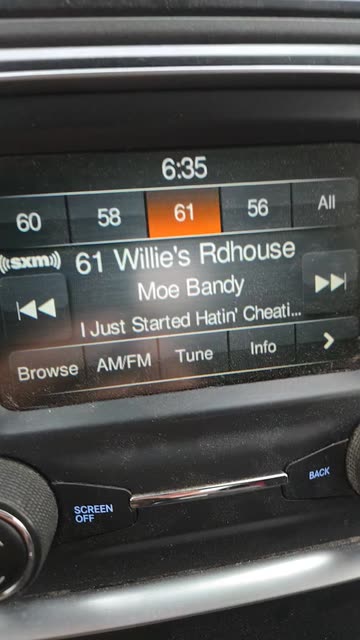 6:35
60 58 61 56 All
((sxm)) 61 Willie's Rdhouse
Moe Bandy
I Just Started Hatin' Cheati...
Browse AM/FM Tune Info
SCREEN OFF BACK